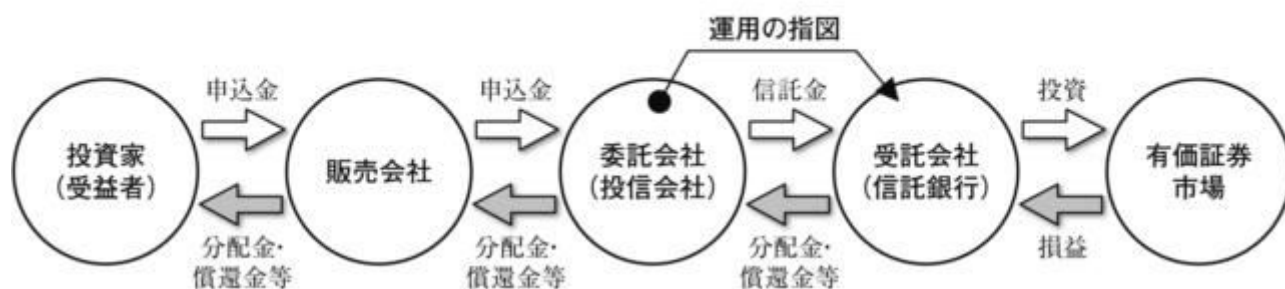 運用の指図
申込金
申込金
信託金
投資
投資家
（受益者）
販売会社
委託会社
（投信会社）
受託会社
（信託銀行）
有価証券
市場
分配金・
償還金等
分配金・
償還金等
分配金・
償還金等
損益